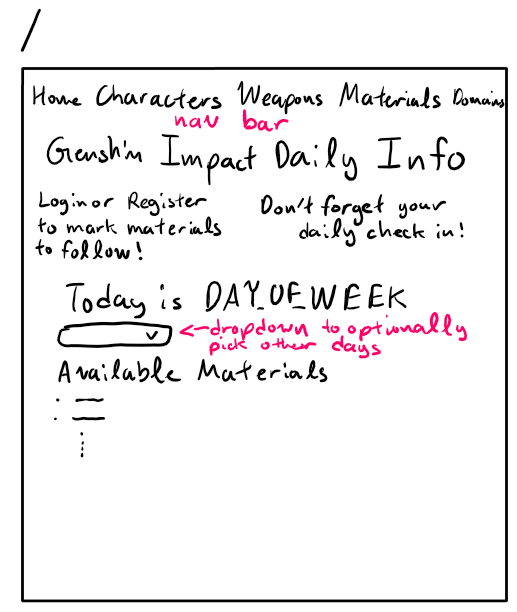 /
Home Characters Weapons Materials Domains
nav bar
Genshin Impact Daily Info
Login or Register
to mark materials
to follow!
Don't forget your
daily check in!
Today is DAY_OF_WEEK
<-dropdown to optionally
pick other days
Available Materials